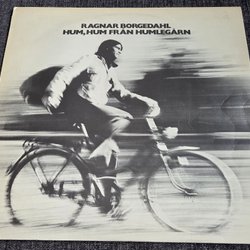 RAGNAR BORGEDAHL
HUM, HUM FRÅN HUMLEGÅRN